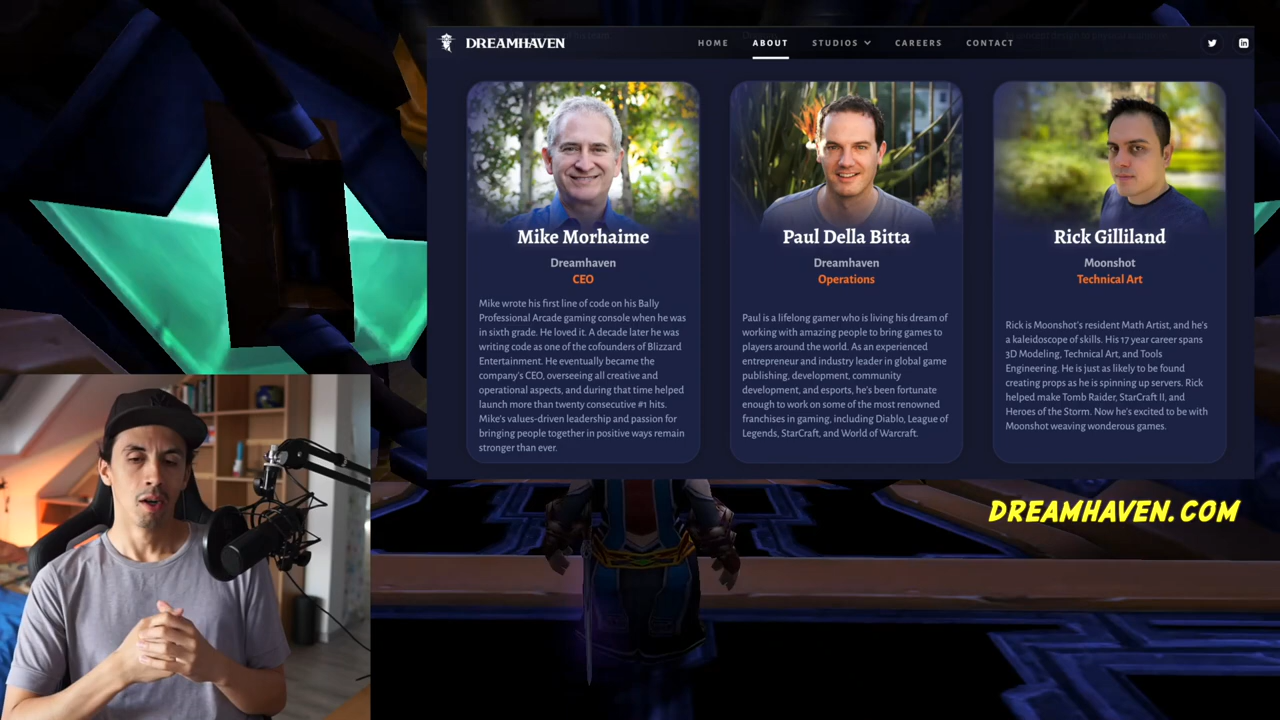 DREAMHAVEN
HOME ABOUT STUDIOS CAREERS CONTACT
Mike Morhaime
Dreamhaven
CEO
Mike wrote his first line of code on his Bally
Professional Arcade gaming console when he was
in sixth grade. He loved it. A decade later he was
writing code as one of the cofounders of Blizzard
Entertainment. He eventually became the
company's CEO, overseeing all creative and
operational aspects, and during that time helped
launch more than twenty consecutive #1 hits.
Mike's values-driven leadership and passion for
bringing people together in positive ways remain
stronger than ever.
Paul Della Bitta
Dreamhaven
Operations
Paul is a lifelong gamer who is living his dream of
working with amazing people to bring games to
players around the world. As an experienced
entrepreneur and industry leader in global game
publishing, development, community
development, and esports, he's been fortunate
enough to work on some of the most renowned
franchises in gaming, including Diablo, League of
Legends, StarCraft, and World of Warcraft.
Rick Gilliland
Moonshot
Technical Art
Rick is Moonshot's resident Math Artist, and he's
a kaleidoscope of skills. His 17 year career spans
3D Modeling, Technical Art, and Tools
Engineering. He is just as likely to be found
creating props as he is spinning up servers. Rick
helped make Tomb Raider, StarCraft II, and
Heroes of the Storm. Now he's excited to be with
Moonshot weaving wonderous games.
DREAMHAVEN.COM